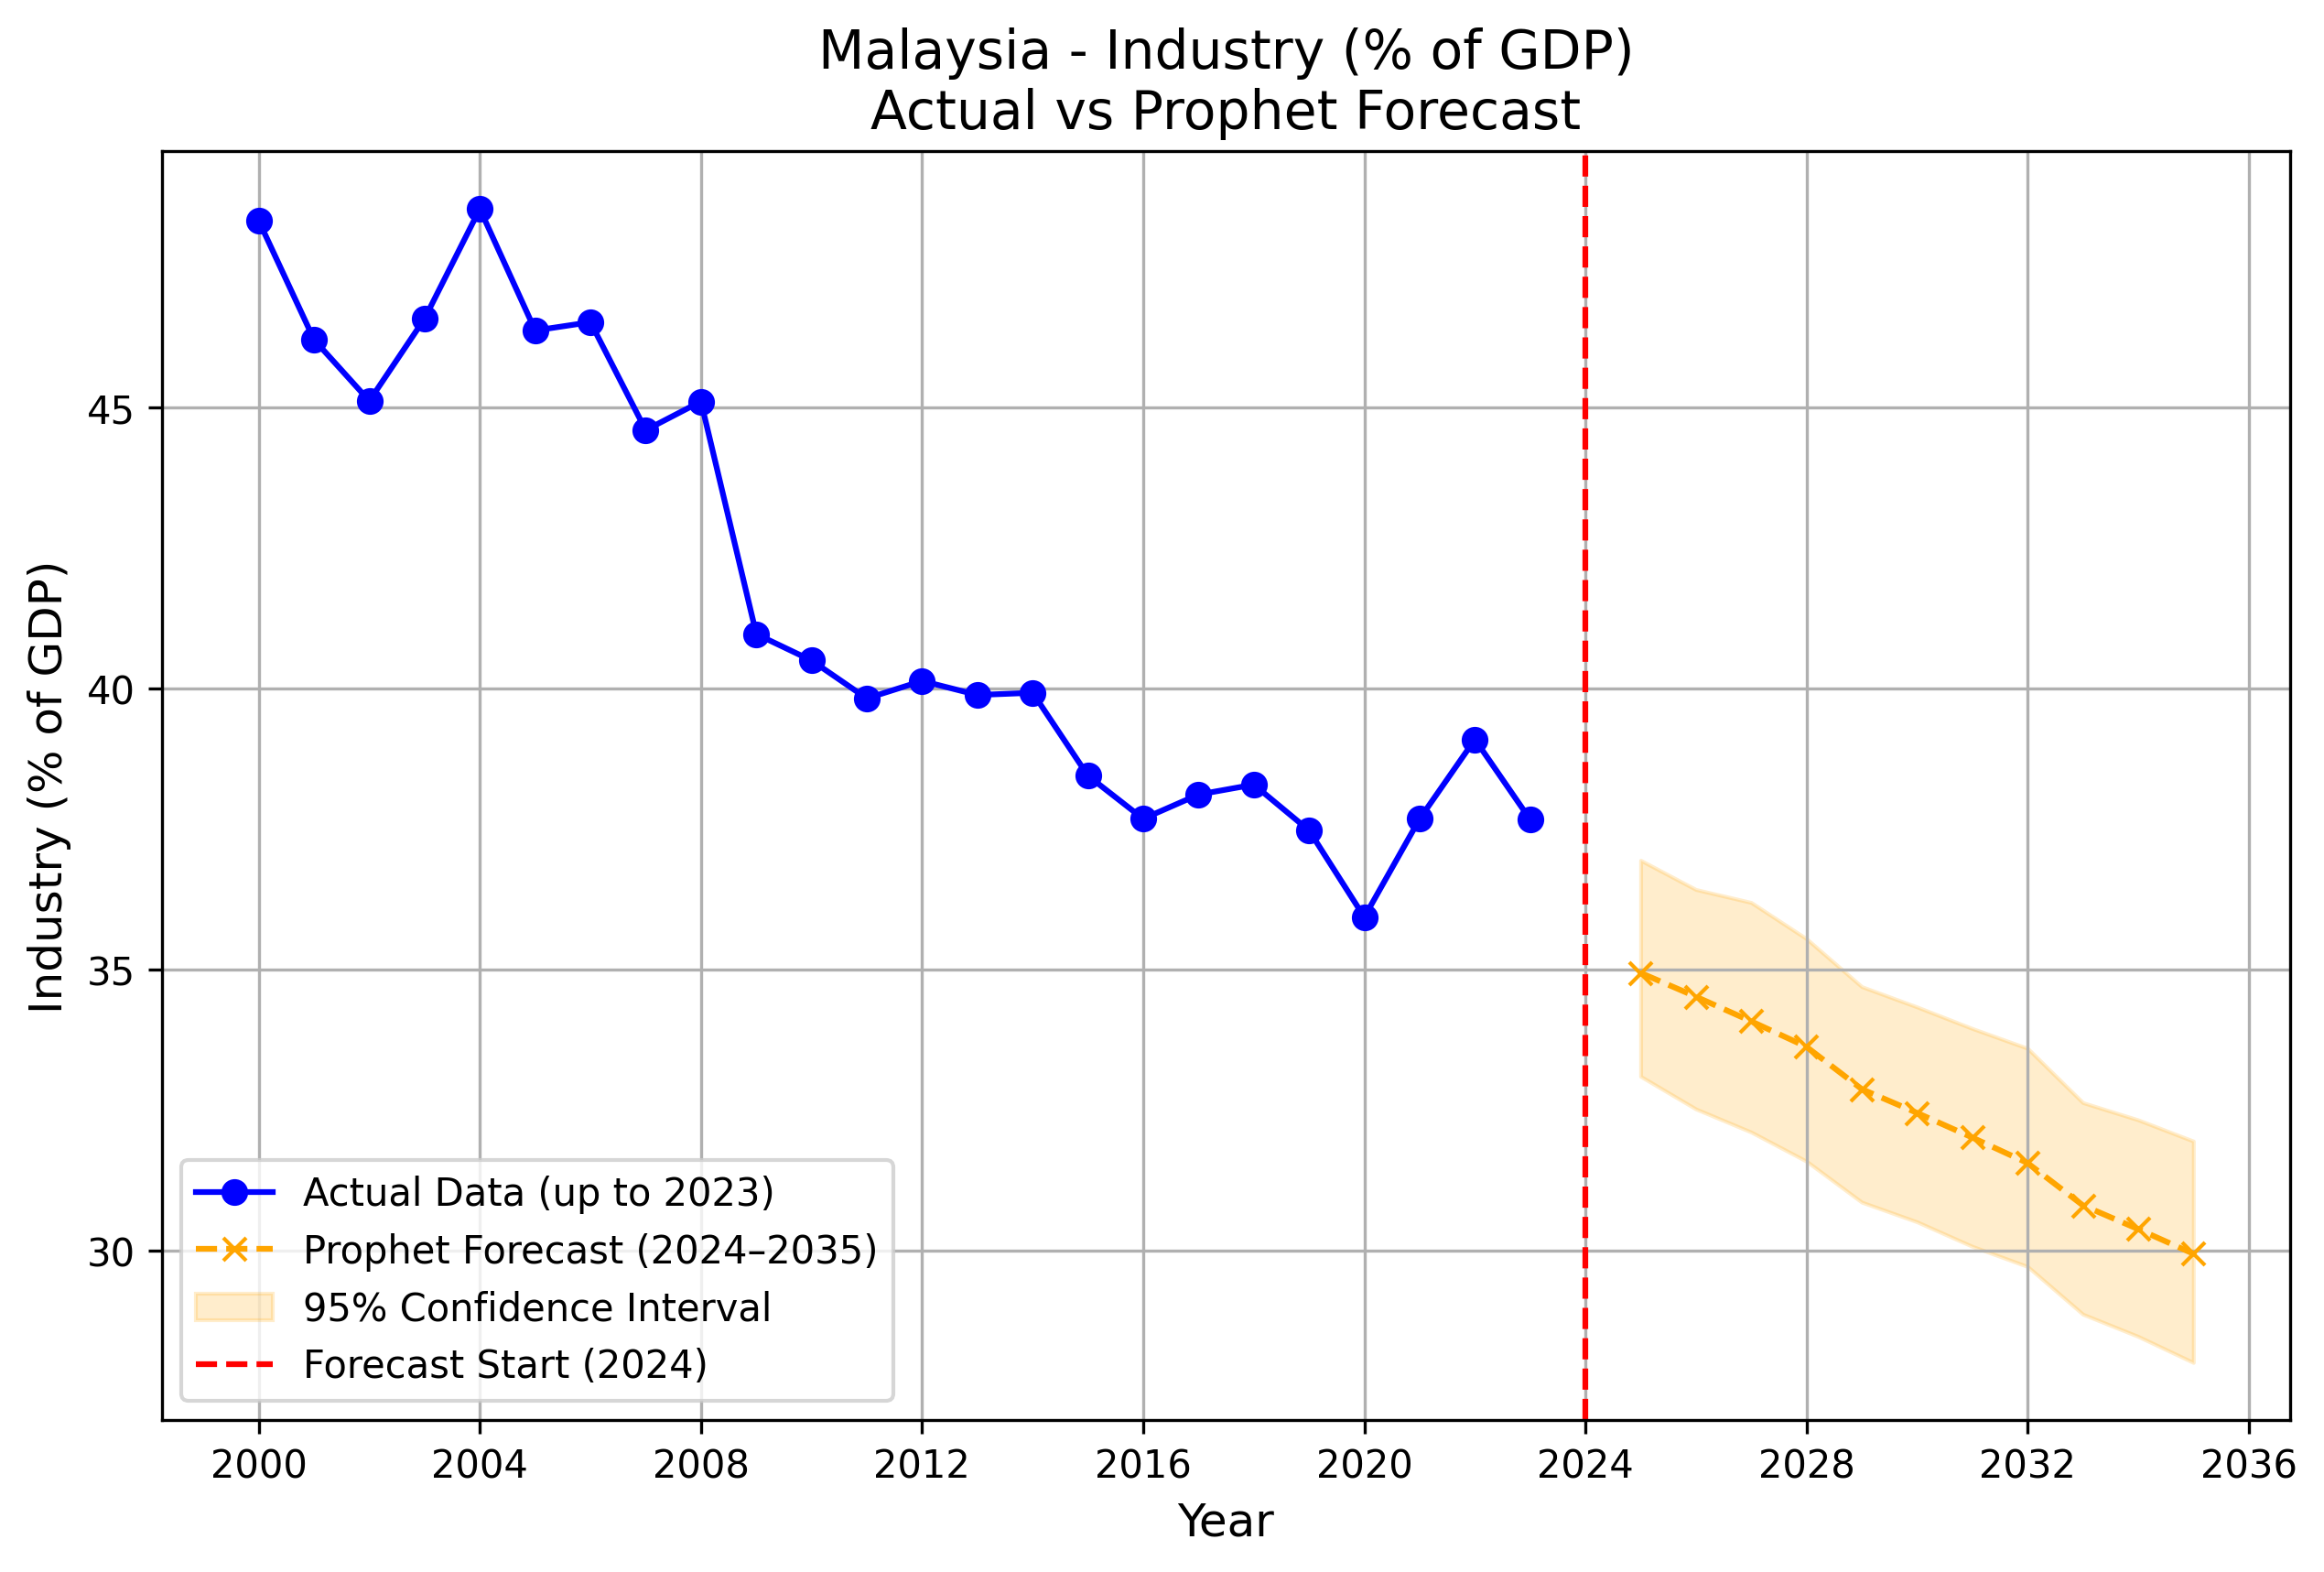 Malaysia - Industry (% of GDP)
Actual vs Prophet Forecast
Industry (% of GDP)
45
40
35
30
Actual Data (up to 2023)
Prophet Forecast (2024–2035)
95% Confidence Interval
Forecast Start (2024)
2000 2004 2008 2012 2016 2020 2024 2028 2032 2036
Year